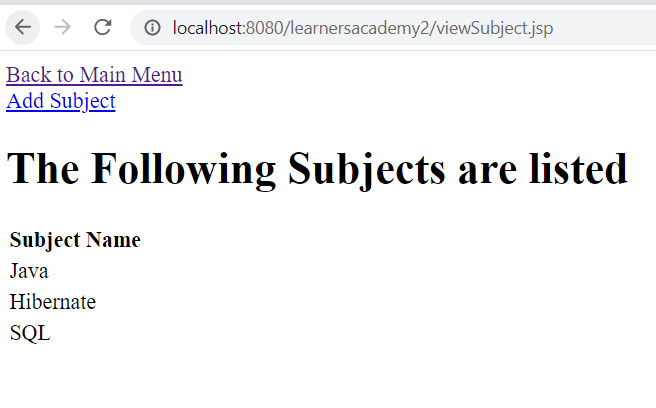 localhost:8080/learnersacademy2/viewSubject.jsp
Back to Main Menu
Add Subject
The Following Subjects are listed
Subject Name
Java
Hibernate
SQL